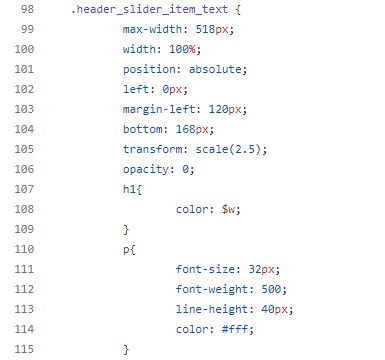 98 .header_slider_item_text {
99 max-width: 518px;
100 width: 100%;
101 position: absolute;
102 left: 0px;
103 margin-left: 120px;
104 bottom: 168px;
105 transform: scale(2.5);
106 opacity: 0;
107 h1{
108 color: $w;
109 }
110 p{
111 font-size: 32px;
112 font-weight: 500;
113 line-height: 40px;
114 color: #fff;
115 }